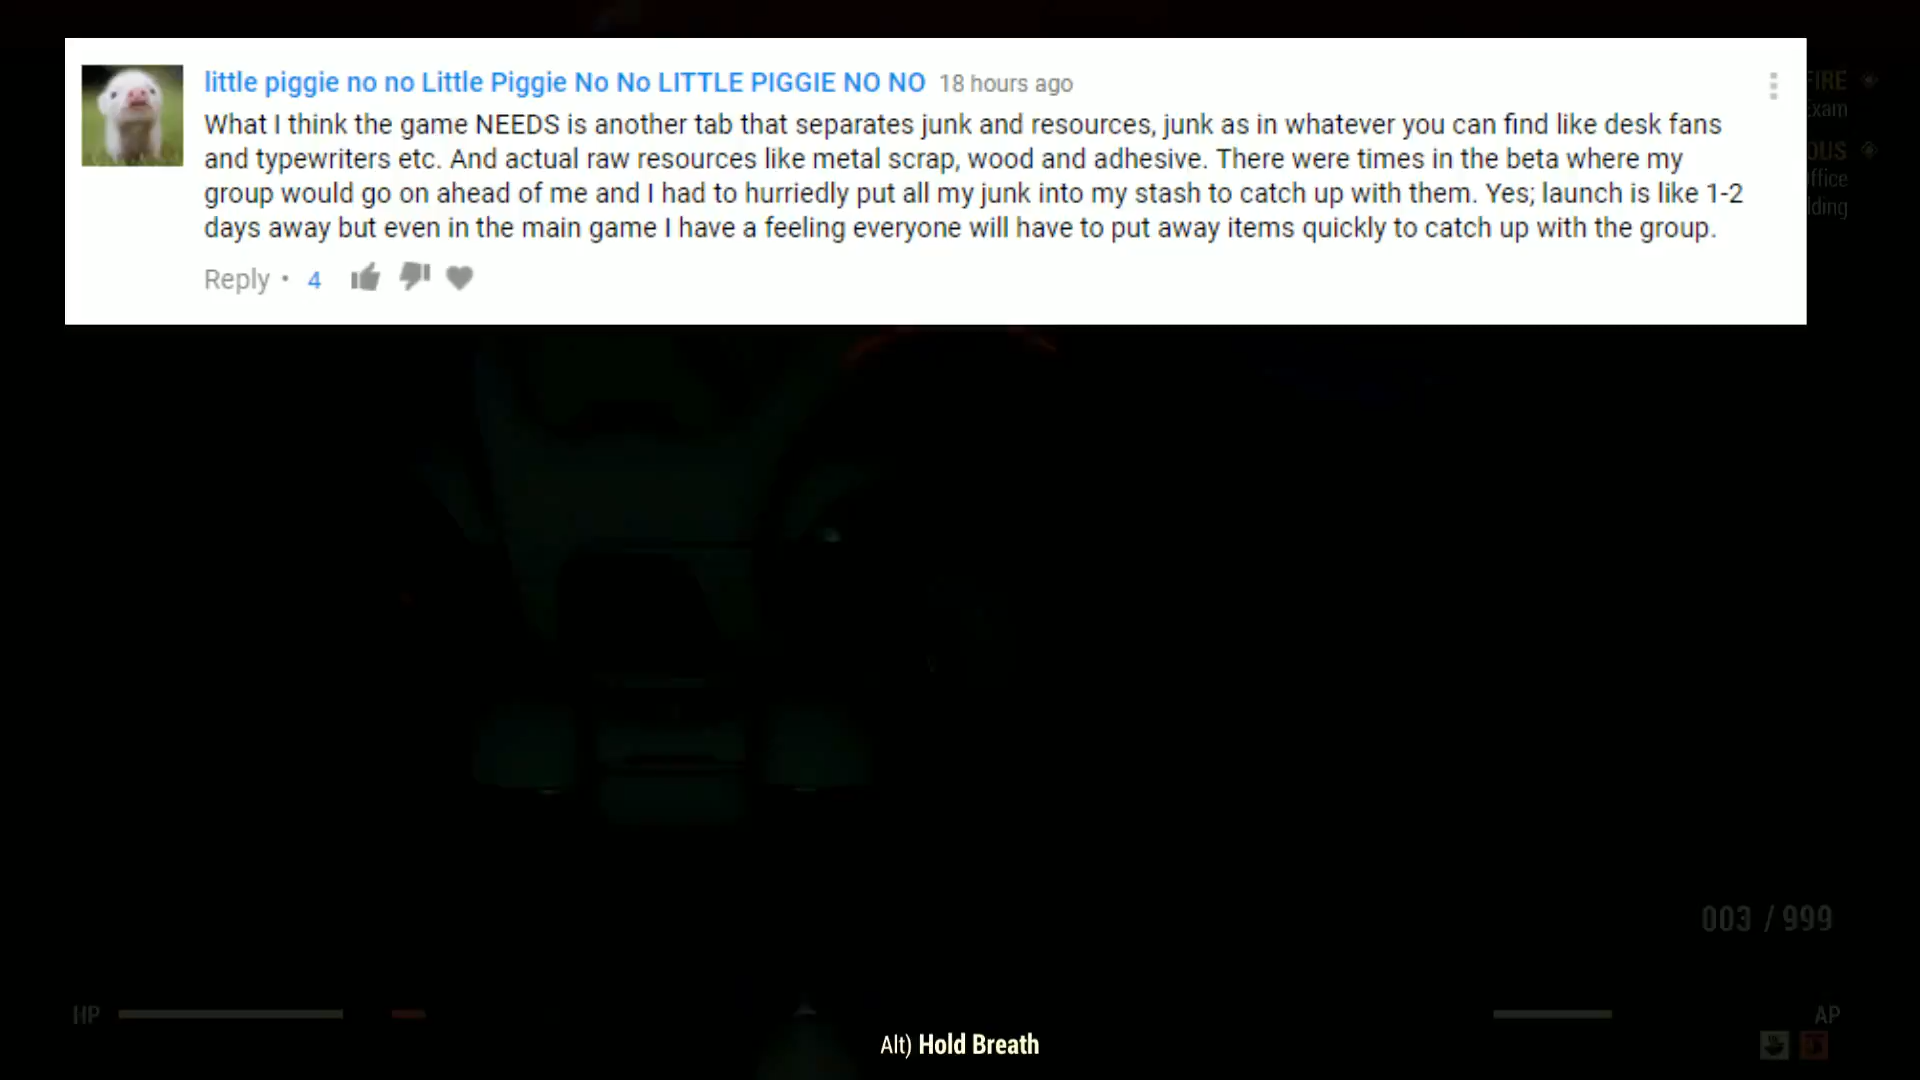 little piggie no no Little Piggie No No LITTLE PIGGIE NO NO 18 hours ago
What I think the game NEEDS is another tab that separates junk and resources, junk as in whatever you can find like desk fans
and typewriters etc. And actual raw resources like metal scrap, wood and adhesive. There were times in the beta where my
group would go on ahead of me and I had to hurriedly put all my junk into my stash to catch up with them. Yes; launch is like 1-2
days away but even in the main game I have a feeling everyone will have to put away items quickly to catch up with the group.
Reply • 4
FIRE
Exam
OUS
ffice
lding
003 / 999
HP
AP
Alt) Hold Breath